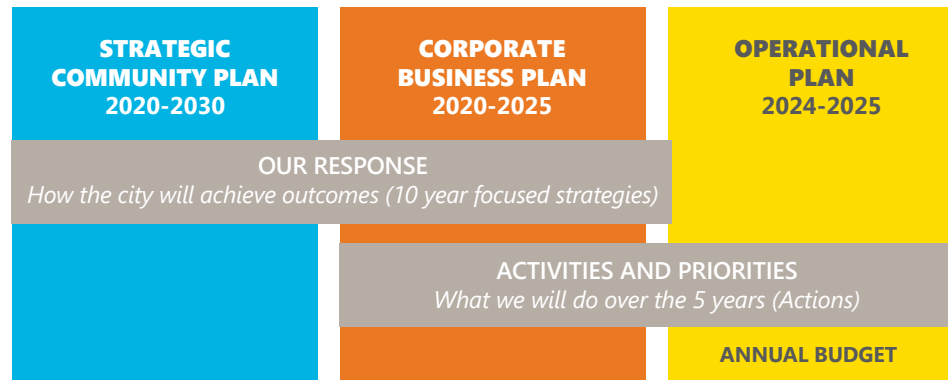 STRATEGIC
COMMUNITY PLAN
2020-2030
CORPORATE
BUSINESS PLAN
2020-2025
OPERATIONAL
PLAN
2024-2025
OUR RESPONSE
How the city will achieve outcomes (10 year focused strategies)
ACTIVITIES AND PRIORITIES
What we will do over the 5 years (Actions)
ANNUAL BUDGET